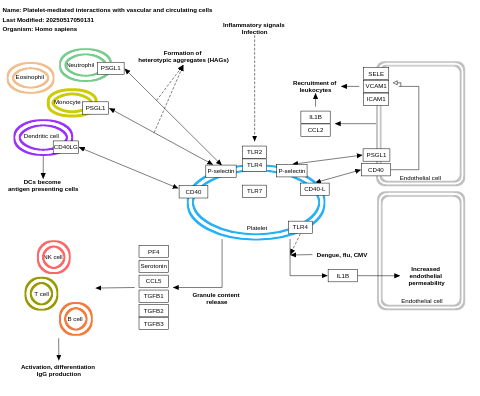 Name: Platelet-mediated interactions with vascular and circulating cells
Last Modified: 20250517050131
Organism: Homo sapiens
Inflammatory signals
Infection
Formation of
heterotypic aggregates (HAGs)
Neutrophil
PSGL1
Eosinophil
Monocyte
PSGL1
Dendritic cell
CD40LG
DCs become
antigen presenting cells
Recruitment of
leukocytes
SELE
VCAM1
ICAM1
IL1B
CCL2
PSGL1
CD40
Endothelial cell
TLR2
TLR4
TLR7
P-selectin
P-selectin
CD40
CD40-L
Platelet
TLR4
Dengue, flu, CMV
IL1B
Increased
endothelial
permeability
Endothelial cell
NK cell
T cell
B cell
PF4
Serotonin
CCL5
TGFB1
TGFB2
TGFB3
Granule content
release
Activation, differentiation
IgG production